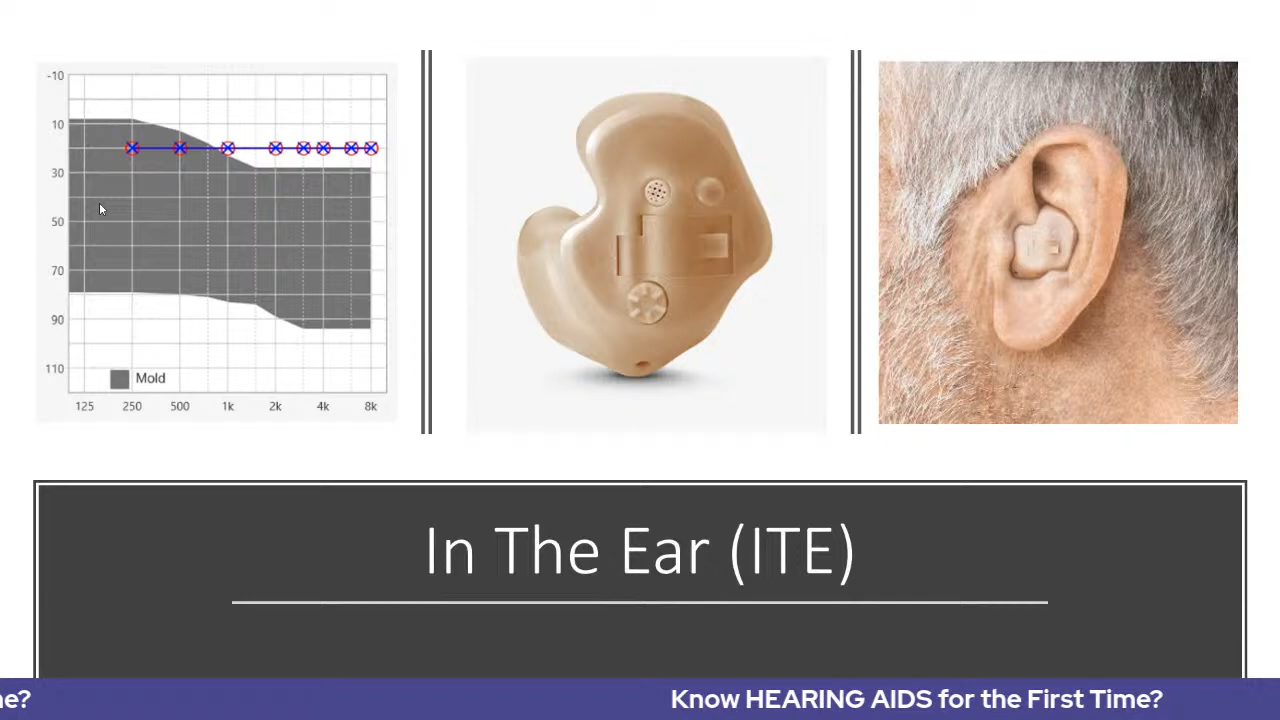 -10
10
30
50
70
90
110
Mold
125 250 500 1k 2k 4k 8k
In The Ear (ITE)
ne? Know HEARING AIDS for the First Time?